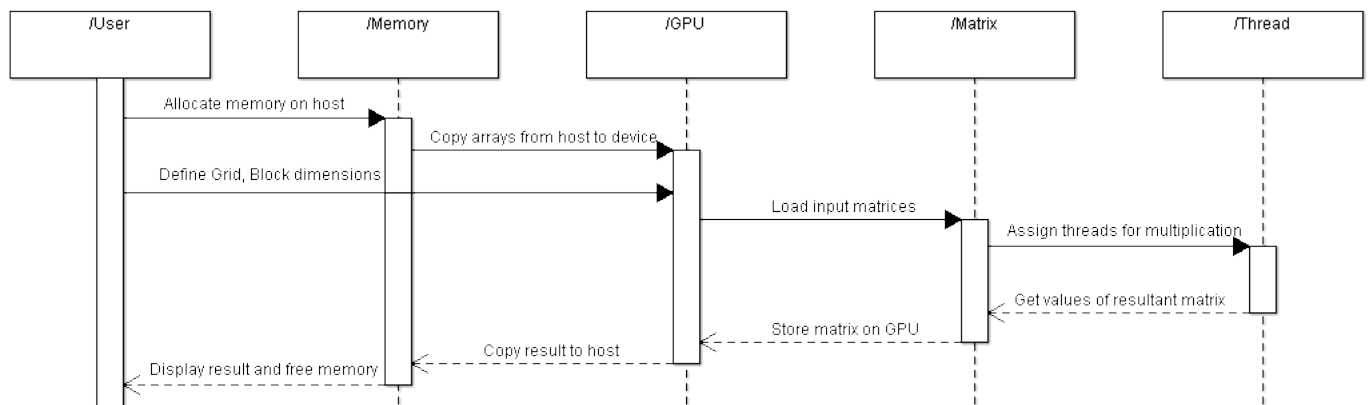 /User
/Memory
/GPU
/Matrix
/Thread
Allocate memory on host
Copy arrays from host to device
Define Grid, Block dimensions
Load input matrices
Assign threads for multiplication
Get values of resultant matrix
Store matrix on GPU
Copy result to host
Display result and free memory